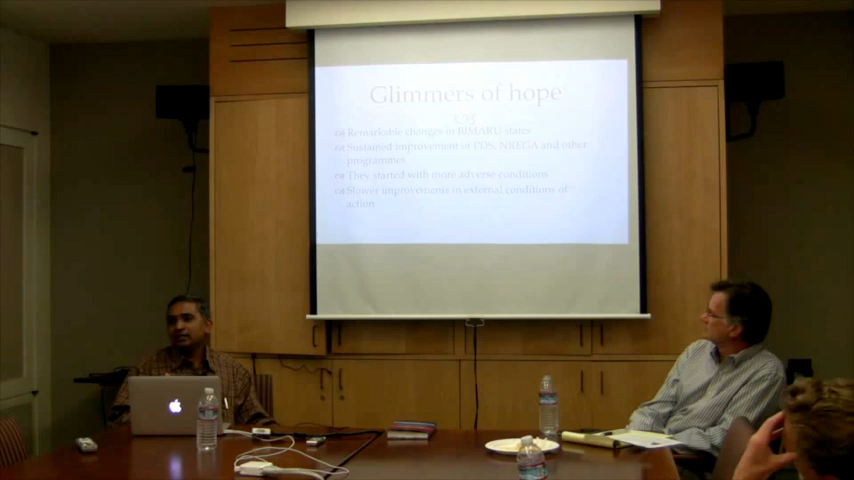 Glimmers of hope
Remarkable changes in BIMARU states
Sustained improvement of PDS, NREGA and other
programmes
They started with more adverse conditions
Slower improvements in external conditions of
action